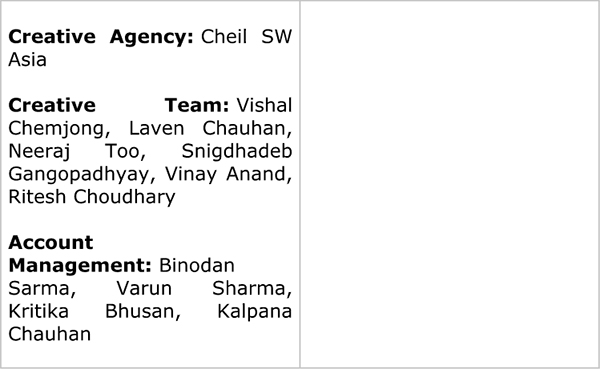 Creative Agency: Cheil SW
Asia
Creative Team: Vishal
Chemjong, Laven Chauhan,
Neeraj Too, Snigdhadeb
Gangopadhyay, Vinay Anand,
Ritesh Choudhary
Account
Management: Binodan
Sarma, Varun Sharma,
Kritika Bhusan, Kalpana
Chauhan